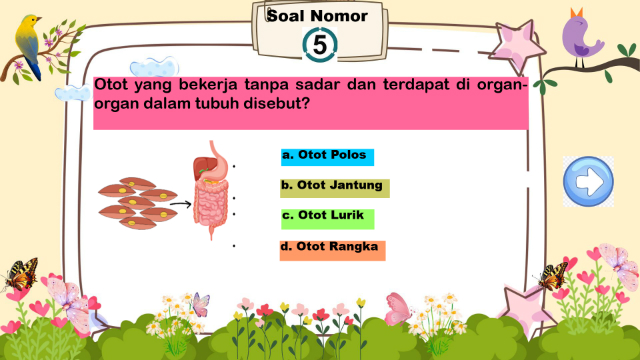 Soal Nomor
5
Otot yang bekerja tanpa sadar dan terdapat di organ-
organ dalam tubuh disebut?
a. Otot Polos
b. Otot Jantung
c. Otot Lurik
d. Otot Rangka